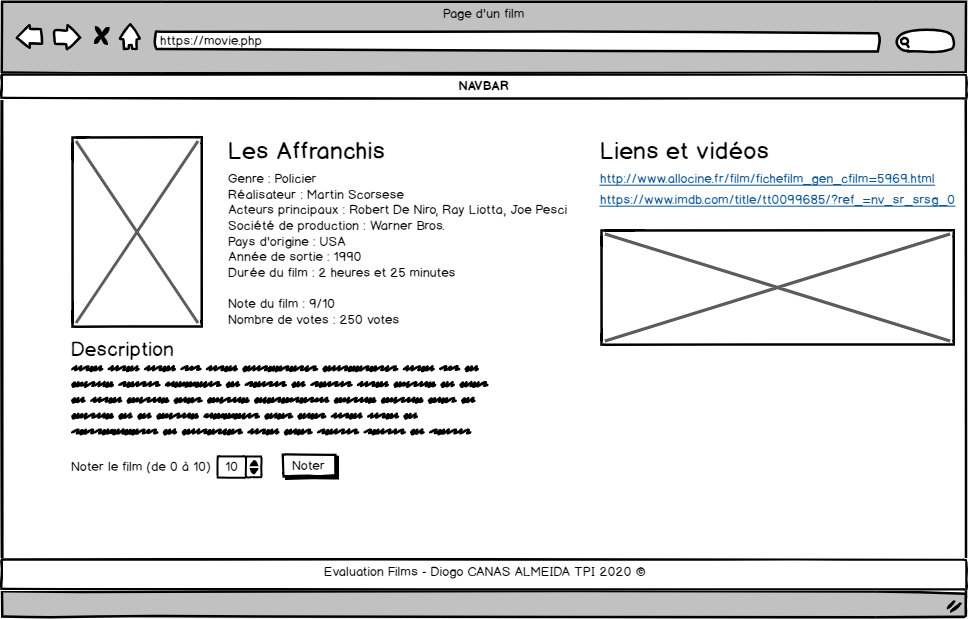 Page d'un film
https://movie.php
NAVBAR
Les Affranchis
Genre : Policier
Réalisateur : Martin Scorsese
Acteurs principaux : Robert De Niro, Ray Liotta, Joe Pesci
Société de production : Warner Bros.
Pays d'origine : USA
Année de sortie : 1990
Durée du film : 2 heures et 25 minutes
Note du film : 9/10
Nombre de votes : 250 votes
Liens et vidéos
http://www.allocine.fr/film/fichefilm_gen_cfilm=5969.html
https://www.imdb.com/title/tt0099685/?ref_=nv_sr_srsg_0
Description
Noter le film (de 0 à 10) 10 Noter
Evaluation Films - Diogo CANAS ALMEIDA TPI 2020 ©